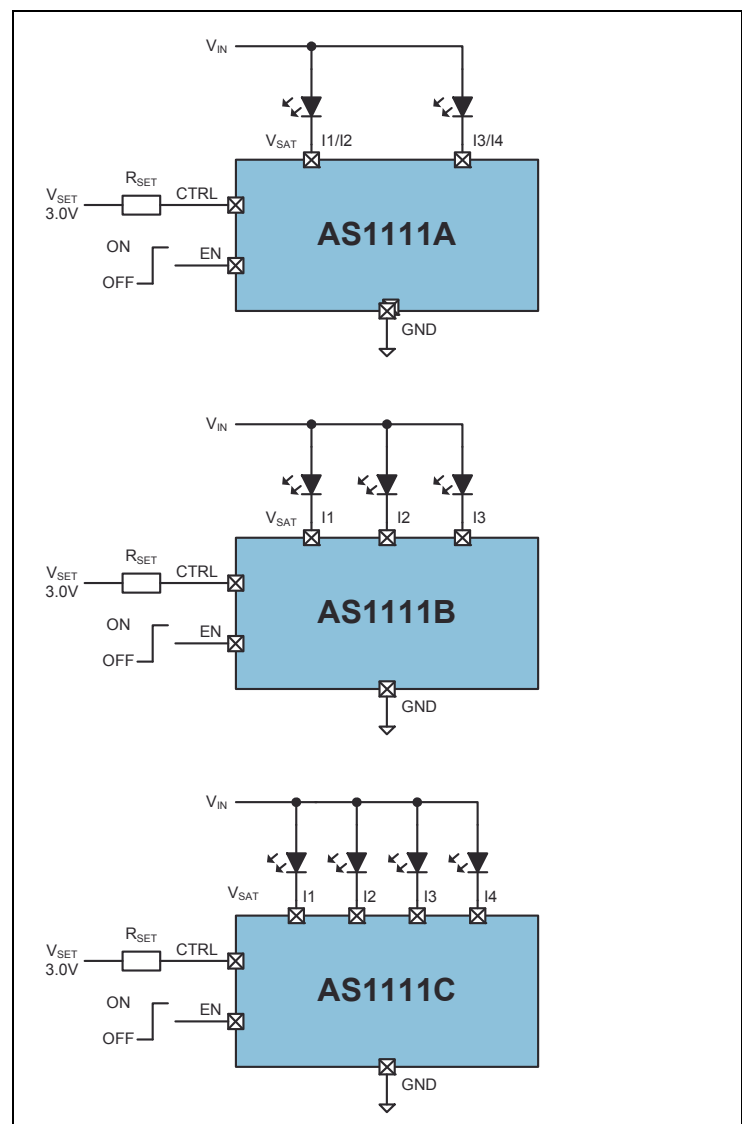 VIN
VSAT I1/I2 I3/I4
RSET
VSET CTRL
3.0V
AS1111A
ON
EN
OFF
GND
VIN
VSAT I1 I2 I3
RSET
VSET CTRL
3.0V
AS1111B
ON
EN
OFF
GND
VIN
VSAT I1 I2 I3 I4
RSET
VSET CTRL
3.0V
AS1111C
ON
EN
OFF
GND